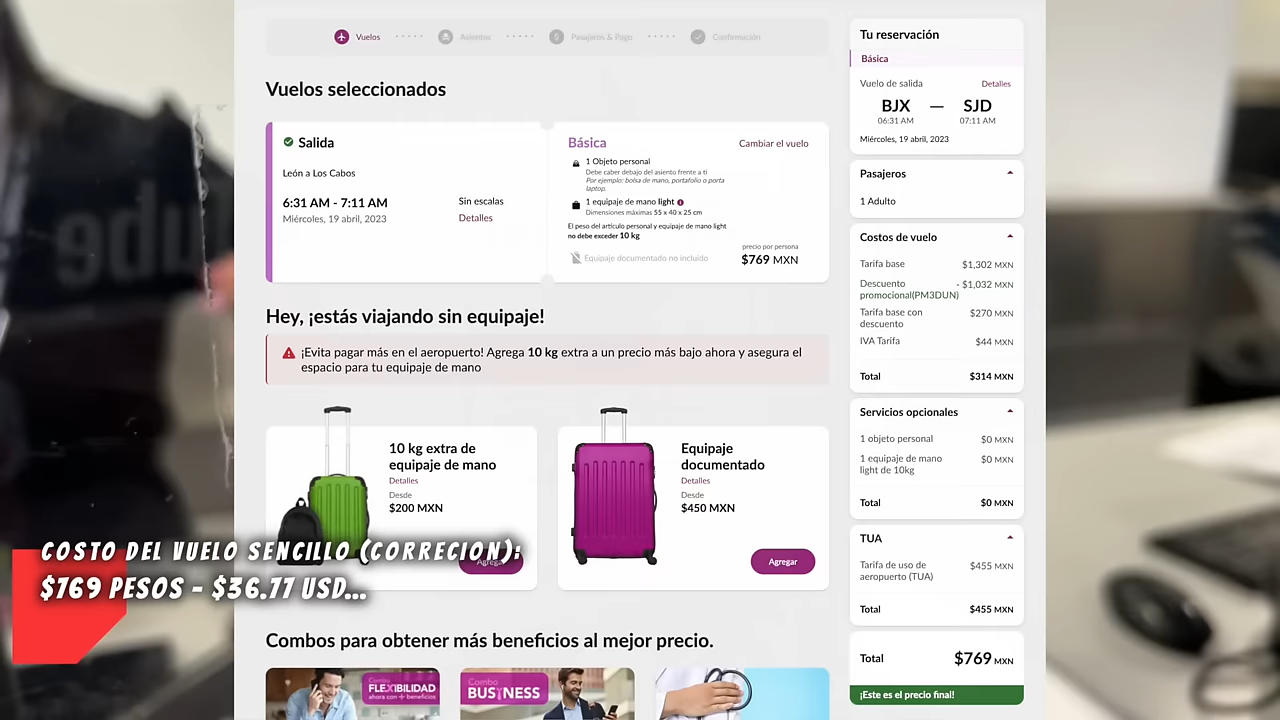 Vuelos
Asientos
Pasajeros & Pago
Confirmación
Vuelos seleccionados
Salida
León a Los Cabos
6:31 AM - 7:11 AM
Miércoles, 19 abril, 2023
Sin escalas
Detalles
Básica
Cambiar el vuelo
1 Objeto personal
Debe caber debajo del asiento frente a ti
Por ejemplo: bolsa de mano, portafolio o porta
laptop.
1 equipaje de mano light
Dimensiones máximas 55 x 40 x 25 cm
El peso del artículo personal y equipaje de mano light
no debe exceder 10 kg
Equipaje documentado no incluido
precio por persona
$769 MXN
Hey, ¡estás viajando sin equipaje!
¡Evita pagar más en el aeropuerto! Agrega 10 kg extra a un precio más bajo ahora y asegura el
espacio para tu equipaje de mano
10 kg extra de
equipaje de mano
Detalles
Desde
$200 MXN
Agregar
Equipaje
documentado
Detalles
Desde
$450 MXN
Agregar
COSTO DEL VUELO SENCILLO (CORRECION):
$769 PESOS - $36.77 USD...
Combos para obtener más beneficios al mejor precio.
Combo
FLEXIBILIDAD
ahora con + beneficios
Combo
BUSINESS
Tu reservación
Básica
Vuelo de salida
Detalles
BJX — SJD
06:31 AM 07:11 AM
Miércoles, 19 abril, 2023
Pasajeros
1 Adulto
Costos de vuelo
Tarifa base $1,302 MXN
Descuento - $1,032 MXN
promocional(PM3DUN)
Tarifa base con $270 MXN
descuento
IVA Tarifa $44 MXN
Total $314 MXN
Servicios opcionales
1 objeto personal $0 MXN
1 equipaje de mano $0 MXN
light de 10kg
Total $0 MXN
TUA
Tarifa de uso de $455 MXN
aeropuerto (TUA)
Total $455 MXN
Total $769 MXN
¡Este es el precio final!